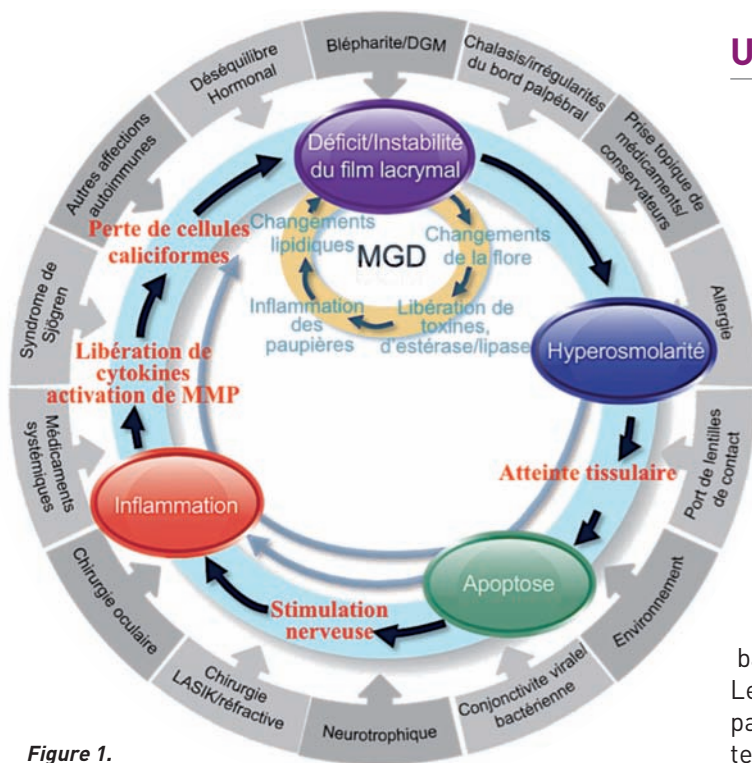 Blépharite/DGM
Chalasis/irrégularités
du bord palpébral
Prise topique de
médicaments/
conservateurs
Allergie
Port de lentilles
de contact
Environnement
Conjonctivite virale/
bactérienne
Neurotrophique
Chirurgie
LASIK/réfractive
Chirurgie oculaire
Médicaments
systémiques
Syndrome de
Sjögren
Autres affections
autoimmunes
Déséquilibre
Hormonal
Déficit/Instabilité
du film lacrymal
Hyperosmolarité
Atteinte tissulaire
Apoptose
Stimulation
nerveuse
Inflammation
Libération de
cytokines
activation de MMP
Perte de cellules
caliciformes
MGD
Changements
de la flore
Libération de
toxines,
d'estérase/lipase
Inflammation
des
paupières
Changements
lipidiques
Figure 1.
U
ba
Le
pa
te